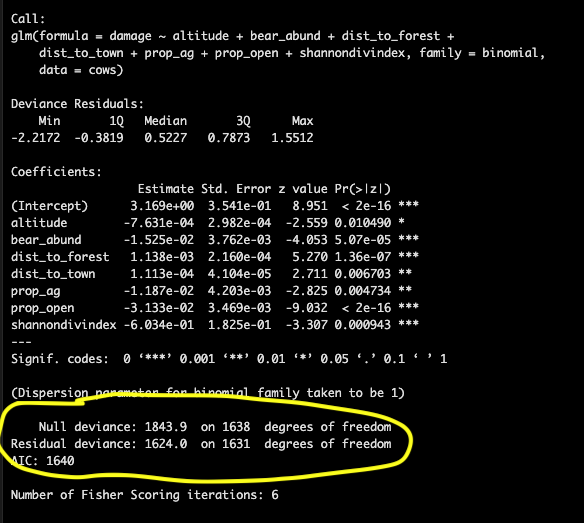 Call:
glm(formula = damage ~ altitude + bear_abund + dist_to_forest +
    dist_to_town + prop_ag + prop_open + shannondivindex, family = binomial,
    data = cows)
Deviance Residuals:
    Min       1Q   Median       3Q      Max
-2.2172  -0.3819   0.5227   0.7873   1.5512
Coefficients:
                  Estimate Std. Error z value Pr(>|z|)
(Intercept)      3.169e+00  3.541e-01   8.951  < 2e-16 ***
altitude        -7.631e-04  2.982e-04  -2.559 0.010490 *
bear_abund      -1.525e-02  3.762e-03  -4.053 5.07e-05 ***
dist_to_forest   1.138e-03  2.160e-04   5.270 1.36e-07 ***
dist_to_town     1.113e-04  4.104e-05   2.711 0.006703 **
prop_ag         -1.187e-02  4.203e-03  -2.825 0.004734 **
prop_open       -3.133e-02  3.469e-03  -9.032  < 2e-16 ***
shannondivindex -6.034e-01  1.825e-01  -3.307 0.000943 ***
---
Signif. codes:  0 ‘***’ 0.001 ‘**’ 0.01 ‘*’ 0.05 ‘.’ 0.1 ‘ ’ 1
(Dispersion parameter for binomial family taken to be 1)
    Null deviance: 1843.9  on 1638  degrees of freedom
Residual deviance: 1624.0  on 1631  degrees of freedom
AIC: 1640
Number of Fisher Scoring iterations: 6